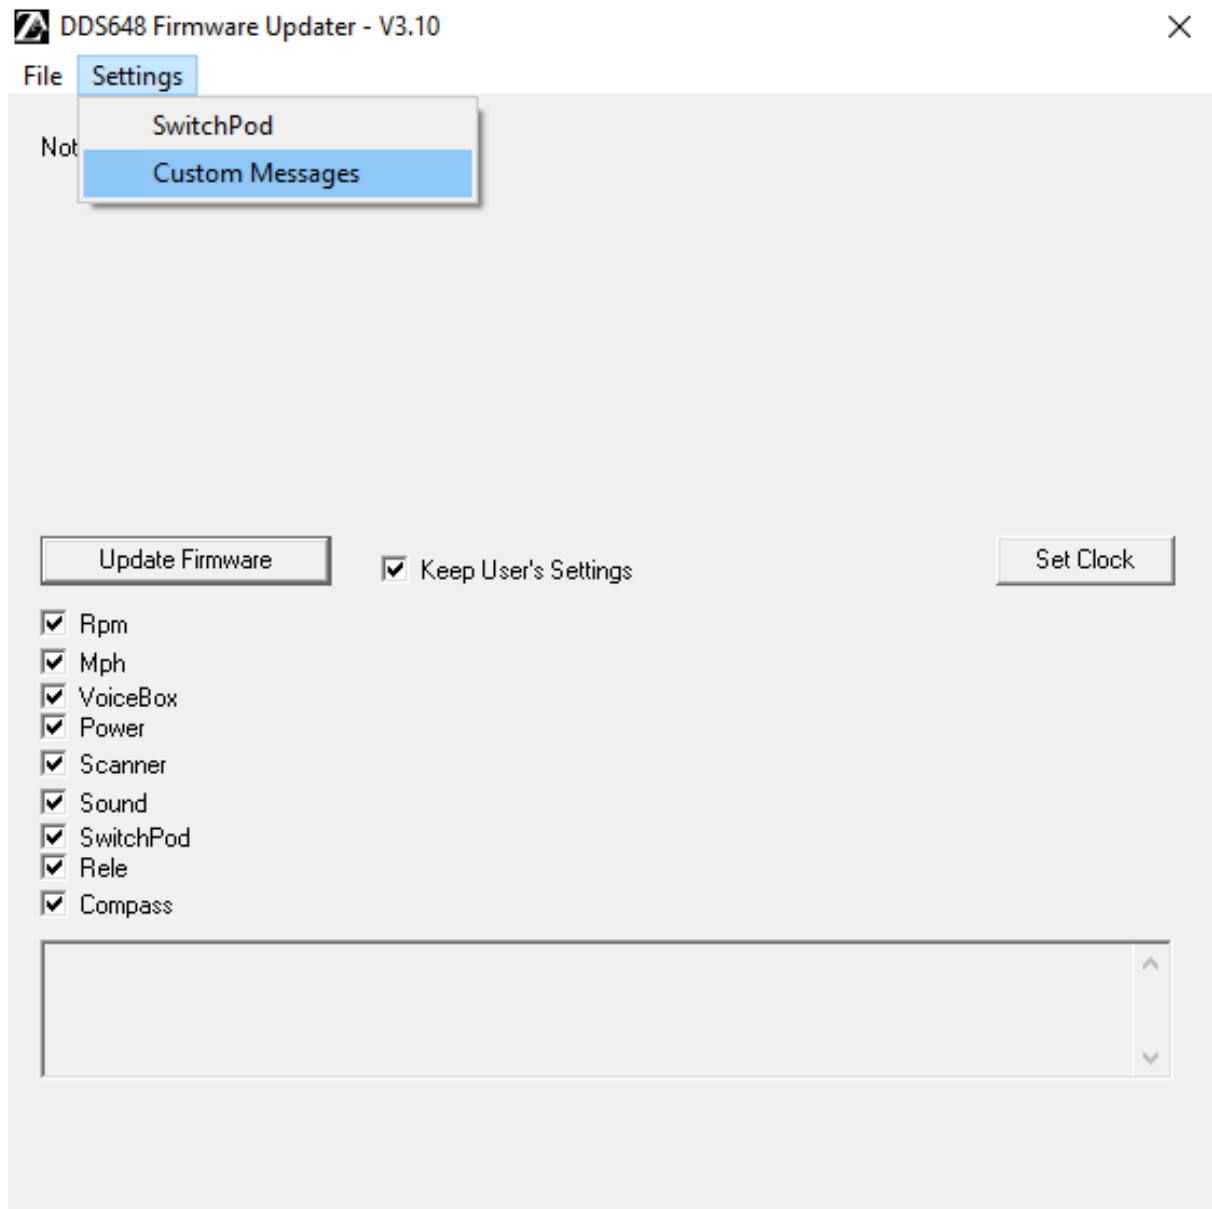 DDS648 Firmware Updater - V3.10
File Settings
SwitchPod
Not
Custom Messages
Update Firmware Keep User's Settings Set Clock
Rpm
Mph
VoiceBox
Power
Scanner
Sound
SwitchPod
Rele
Compass